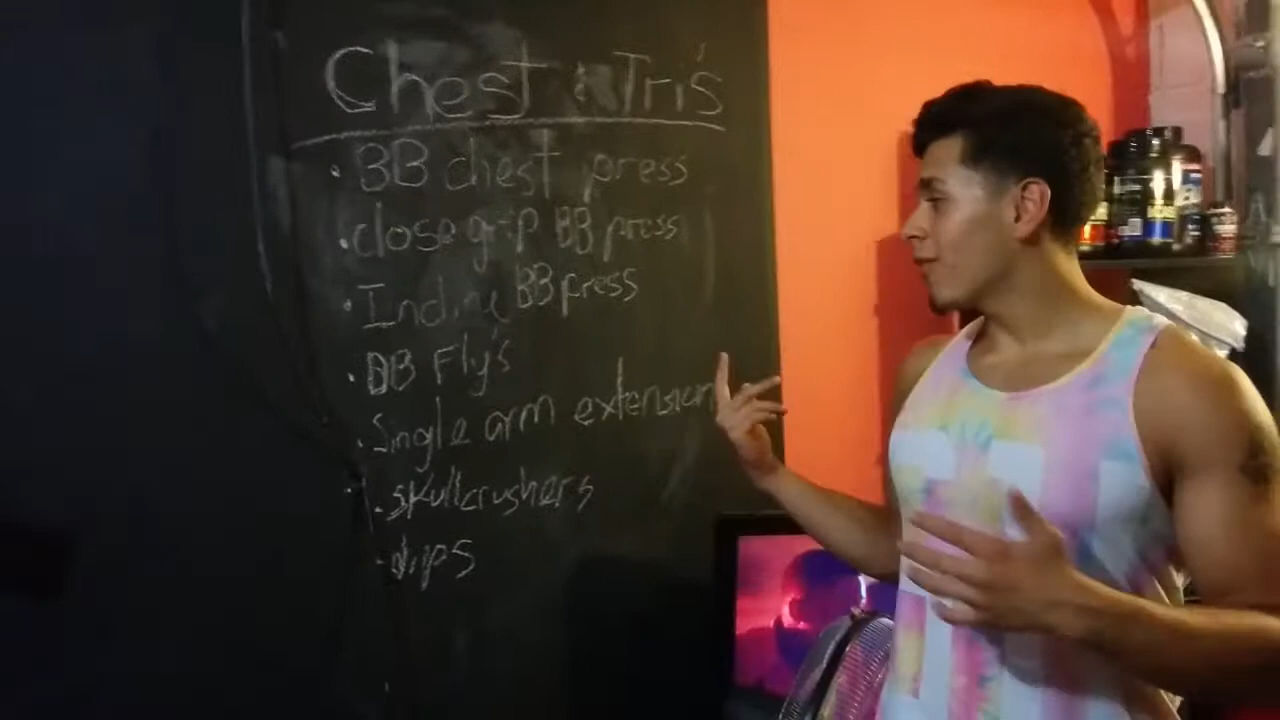 Chest & Tri's
• BB chest press
• close grip BB press
• Incline BB press
• DB Fly's
• Single arm extension
• skullcrushers
• dips